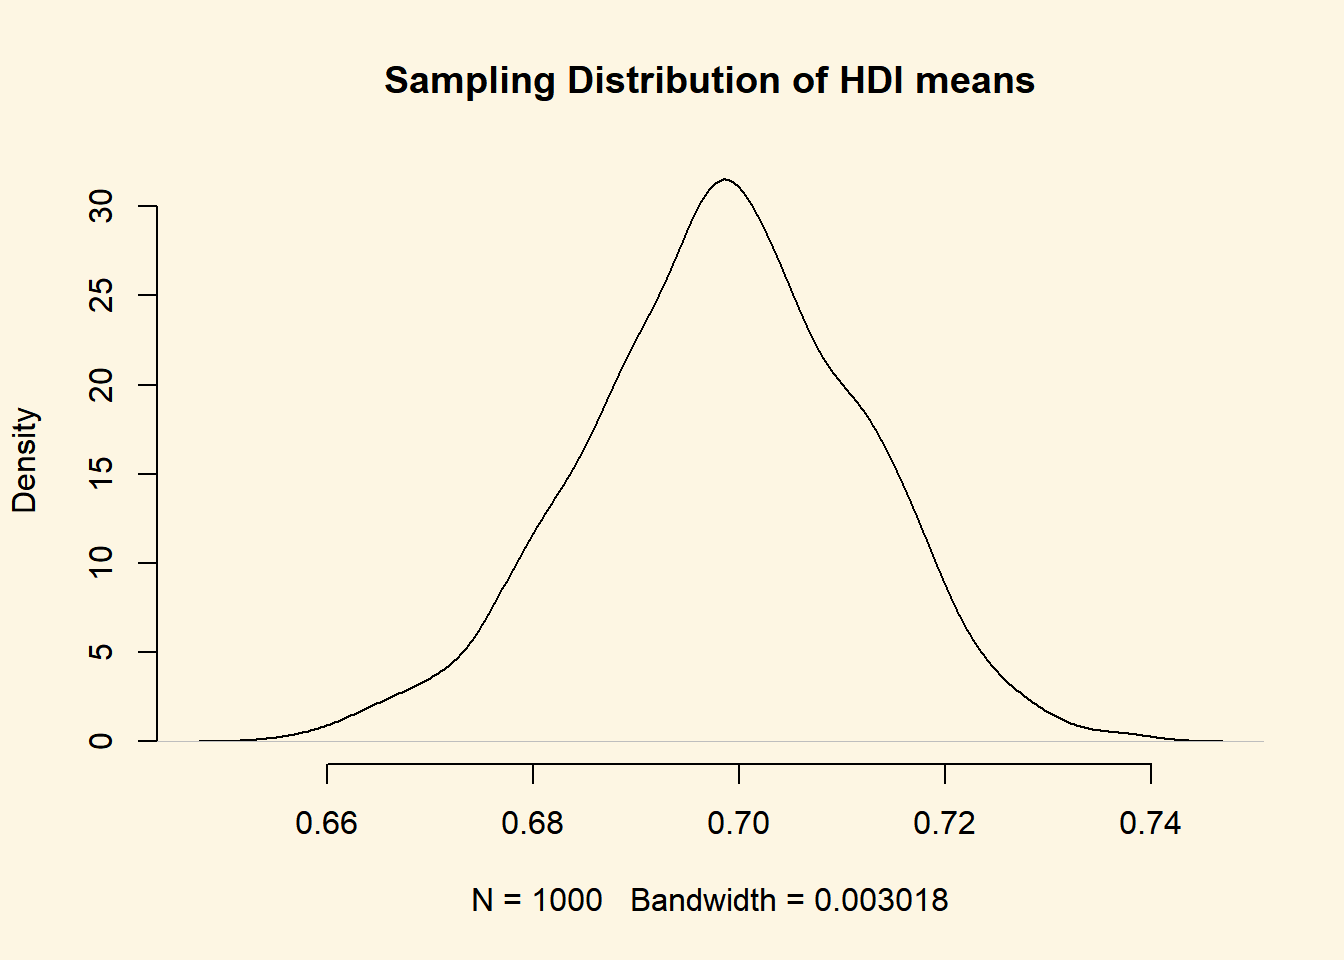 Sampling Distribution of HDI means
Density
30
25
20
15
10
5
0
0.66 0.68 0.70 0.72 0.74
N = 1000 Bandwidth = 0.003018